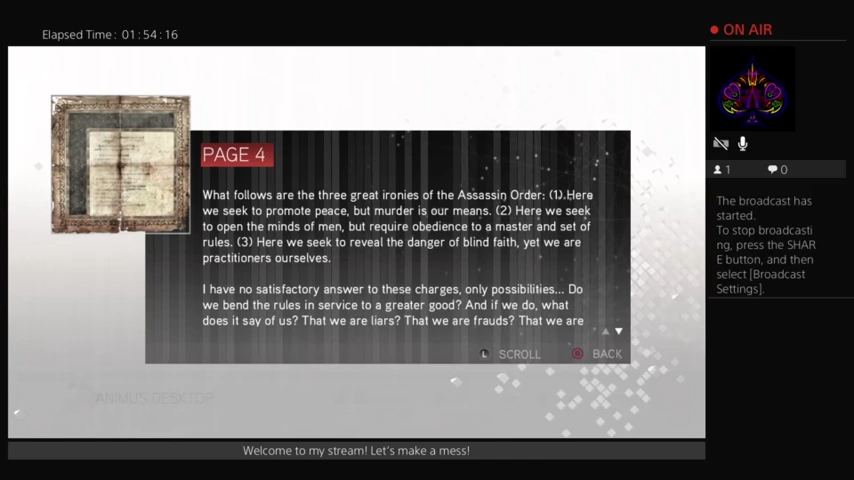 Elapsed Time: 01:54:16
ON AIR
PAGE 4
What follows are the three great ironies of the Assassin Order: (1) Here
we seek to promote peace, but murder is our means. (2) Here we seek
to open the minds of men, but require obedience to a master and set of
rules. (3) Here we seek to reveal the danger of blind faith, yet we are
practitioners ourselves.
I have no satisfactory answer to these charges, only possibilities... Do
we bend the rules in service to a greater good? And if we do, what
does it say of us? That we are liars? That we are frauds? That we are
L SCROLL
BACK
ANIMUS DESKTOP
1
0
The broadcast has
started.
To stop broadcasti
ng, press the SHAR
E button, and then
select [Broadcast
Settings].
Welcome to my stream! Let's make a mess!